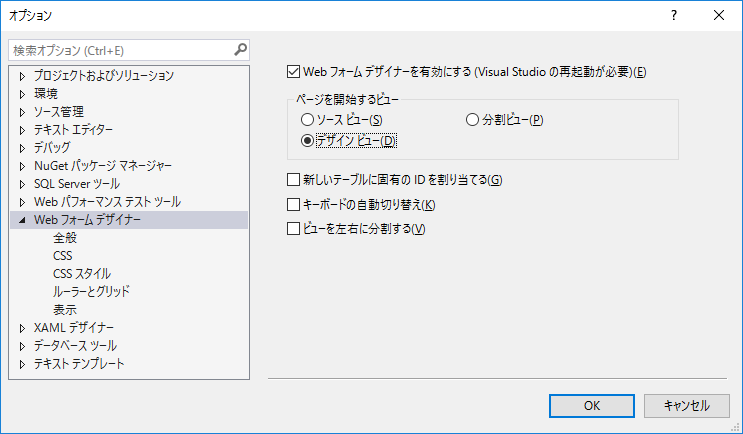 オプション
検索オプション (Ctrl+E)
プロジェクトおよびソリューション
環境
ソース管理
テキスト エディター
デバッグ
NuGet パッケージ マネージャー
SQL Server ツール
Web パフォーマンス テスト ツール
Web フォーム デザイナー
全般
CSS
CSS スタイル
ルーラーとグリッド
表示
XAML デザイナー
データベース ツール
テキスト テンプレート
Web フォーム デザイナーを有効にする (Visual Studio の再起動が必要)(E)
ページを開始するビュー
ソース ビュー(S)
分割ビュー(P)
デザイン ビュー(D)
新しいテーブルに固有の ID を割り当てる(G)
キーボードの自動切り替え(K)
ビューを左右に分割する(V)
OK
キャンセル